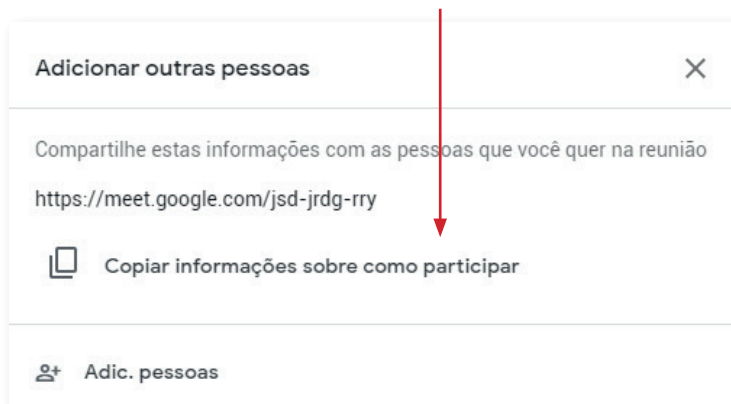 Adicionar outras pessoas
Compartilhe estas informações com as pessoas que você quer na reunião
https://meet.google.com/jsd-jrdg-rry
Copiar informações sobre como participar
Adic. pessoas